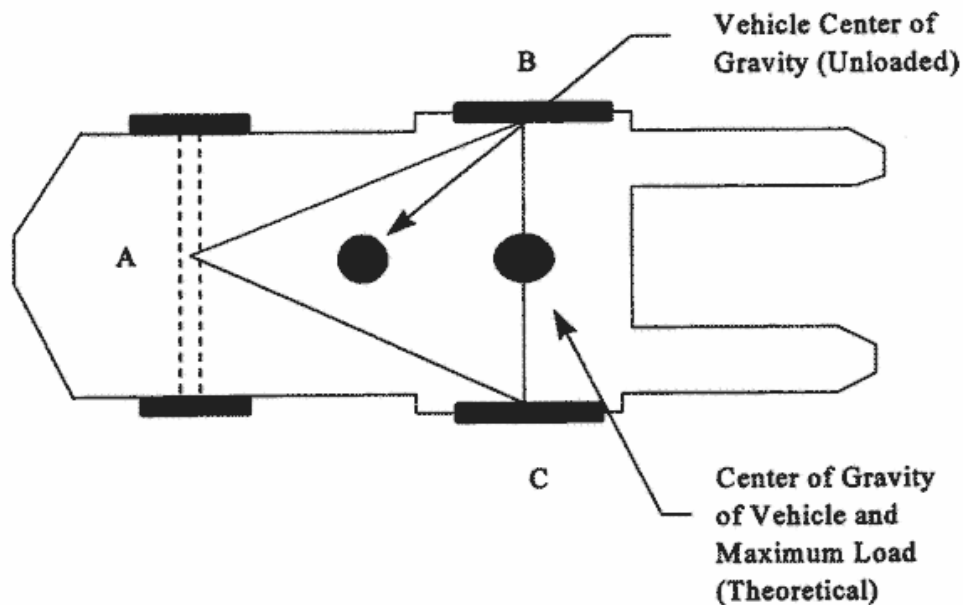 Vehicle Center of
Gravity (Unloaded)
B
A
C
Center of Gravity
of Vehicle and
Maximum Load
(Theoretical)